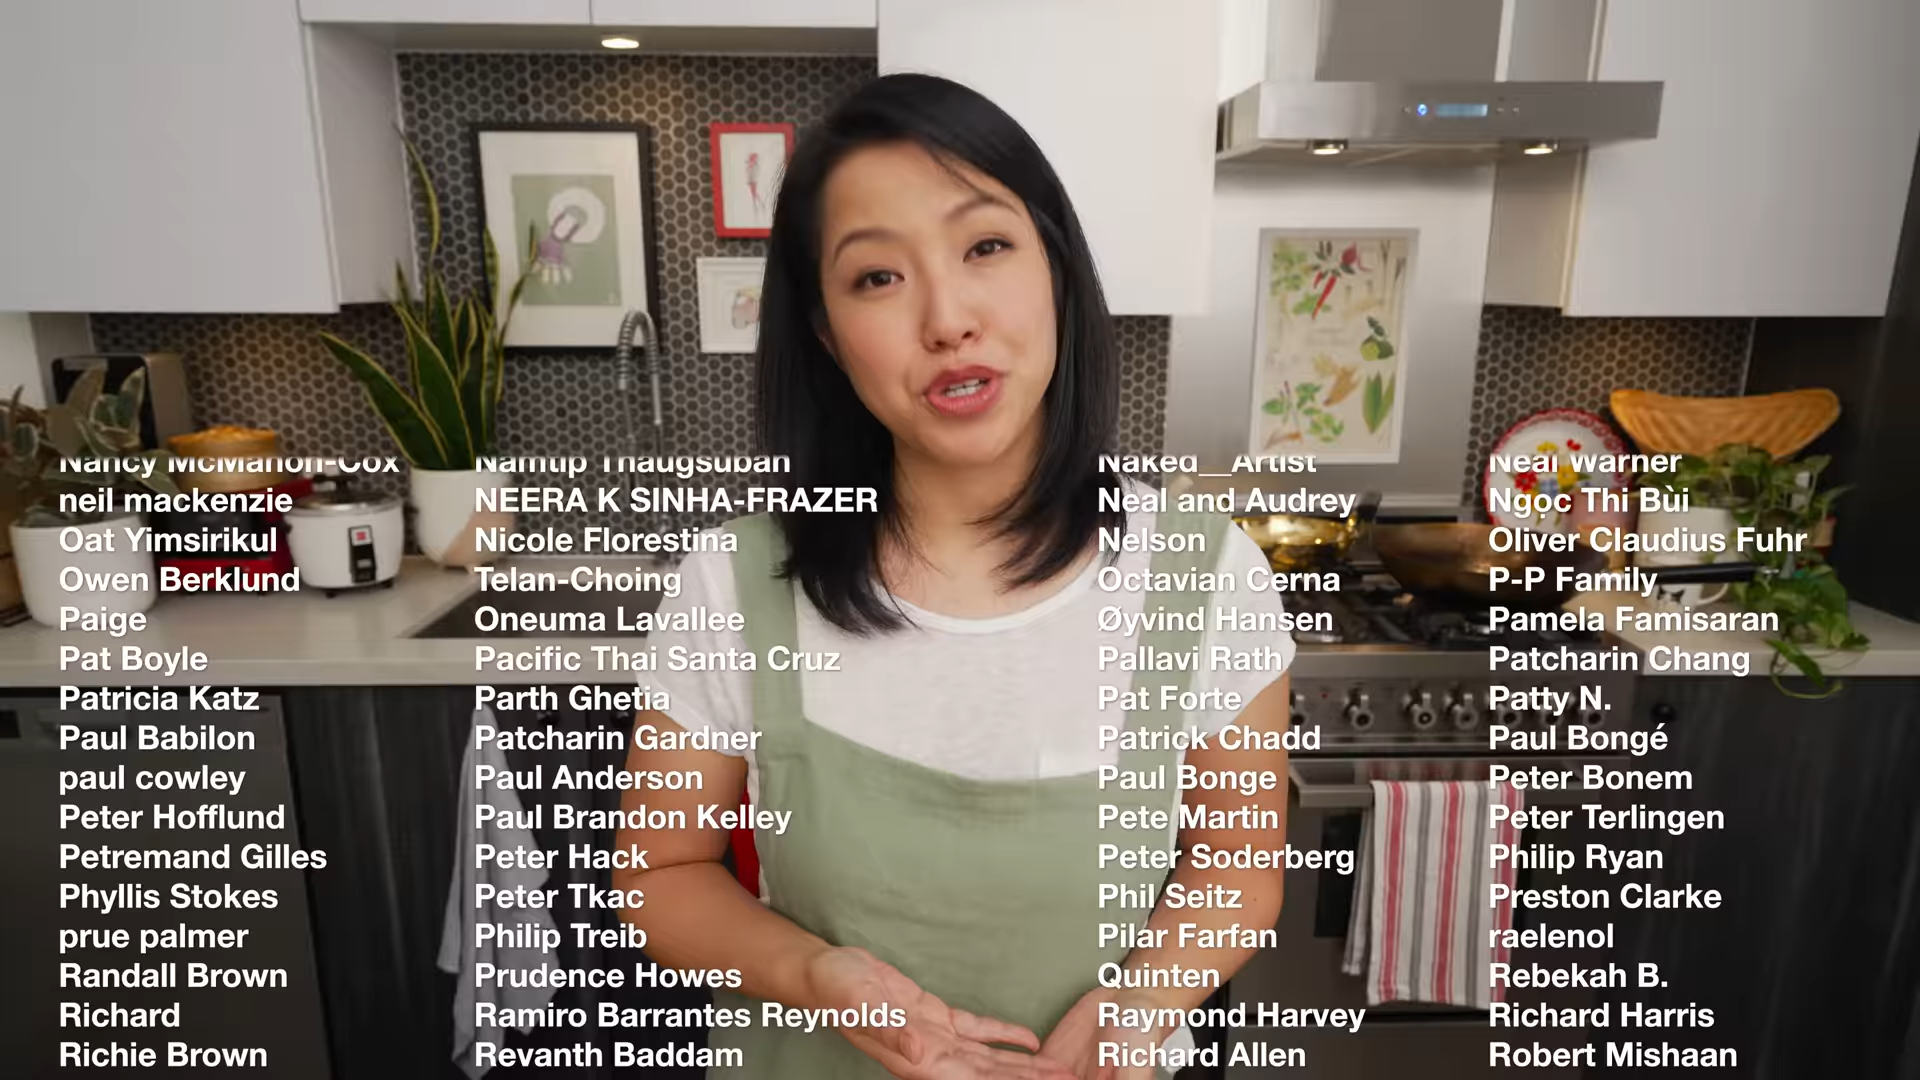 Nancy McMahon-Cox
neil mackenzie
Oat Yimsirikul
Owen Berklund
Paige
Pat Boyle
Patricia Katz
Paul Babilon
paul cowley
Peter Hofflund
Petremand Gilles
Phyllis Stokes
prue palmer
Randall Brown
Richard
Richie Brown
Namtip Thaugsuban
NEERA K SINHA-FRAZER
Nicole Florestina
Telan-Choing
Oneuma Lavallee
Pacific Thai Santa Cruz
Parth Ghetia
Patcharin Gardner
Paul Anderson
Paul Brandon Kelley
Peter Hack
Peter Tkac
Philip Treib
Prudence Howes
Ramiro Barrantes Reynolds
Revanth Baddam
Naked__Artist
Neal and Audrey
Nelson
Octavian Cerna
Øyvind Hansen
Pallavi Rath
Pat Forte
Patrick Chadd
Paul Bonge
Pete Martin
Peter Soderberg
Phil Seitz
Pilar Farfan
Quinten
Raymond Harvey
Richard Allen
Neal Warner
Ngọc Thi Bùi
Oliver Claudius Fuhr
P-P Family
Pamela Famisaran
Patcharin Chang
Patty N.
Paul Bongé
Peter Bonem
Peter Terlingen
Philip Ryan
Preston Clarke
raelenol
Rebekah B.
Richard Harris
Robert Mishaan